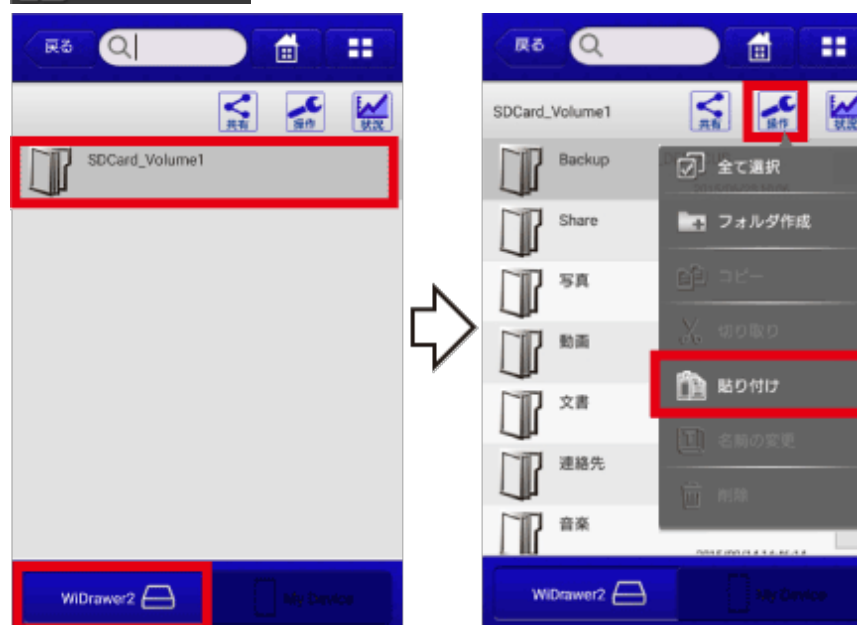 戻る
共有
操作
状況
SDCard_Volume1
WiDrawer2
My Device
戻る
SDCard_Volume1
共有
操作
状況
Backup
Share
写真
動画
文書
連絡先
音楽
全て選択
フォルダ作成
コピー
切り取り
貼り付け
名前の変更
削除
WiDrawer2
My Device